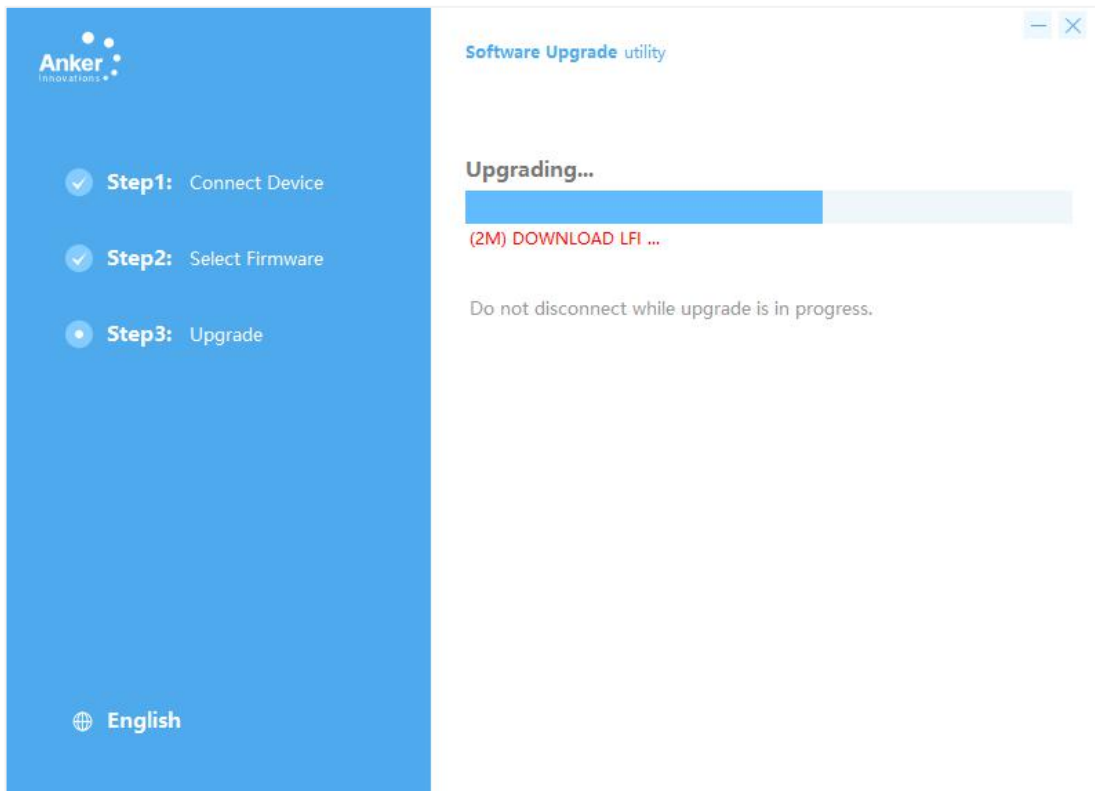 Anker
Innovations
Step1: Connect Device
Step2: Select Firmware
Step3: Upgrade
English
Software Upgrade utility
Upgrading...
(2M) DOWNLOAD LFI ...
Do not disconnect while upgrade is in progress.